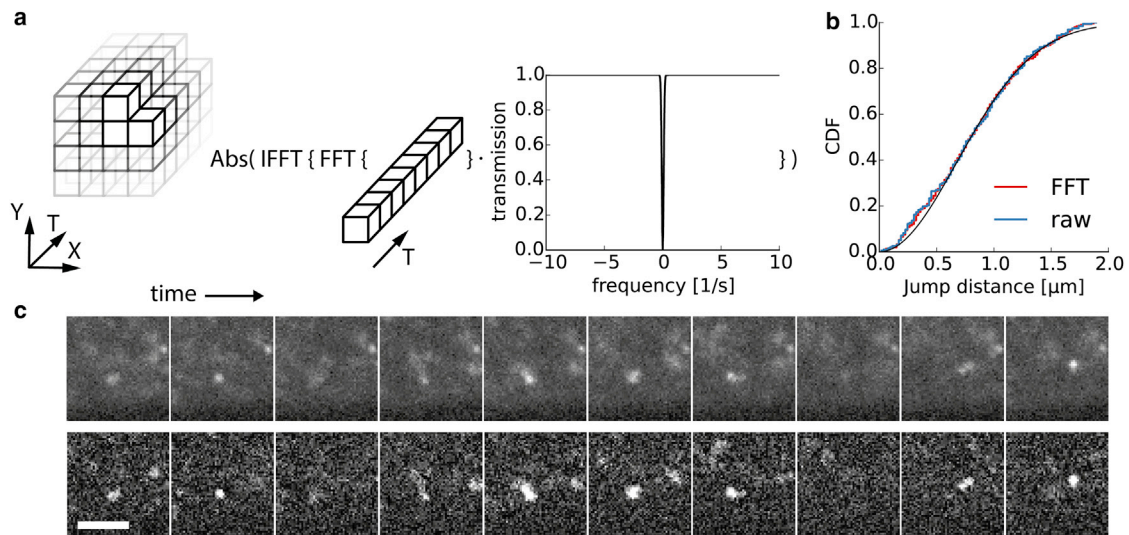 a
Y
T
X
Abs( IFFT { FFT {
T
} ·
transmission
1.0
0.8
0.6
0.4
0.2
0.0
−10
−5
0
5
10
frequency [1/s]
} )
b
CDF
1.0
0.8
0.6
0.4
0.2
0.0
0.0
0.5
1.0
1.5
2.0
Jump distance [µm]
FFT
raw
time
c